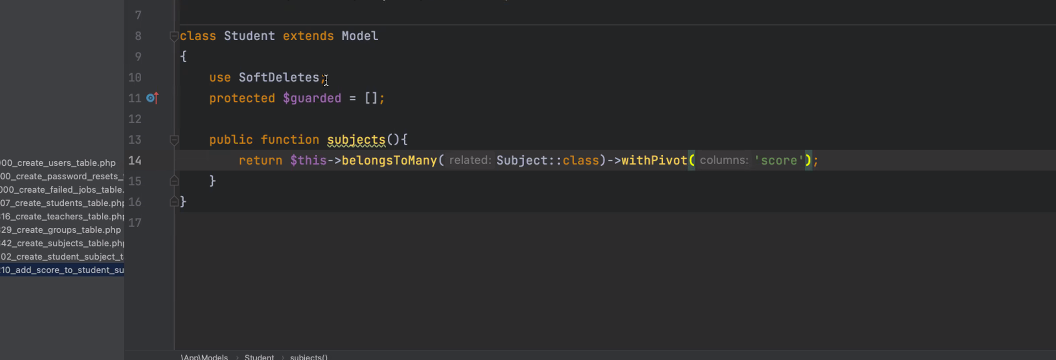 7
8 class Student extends Model
9 {
10 use SoftDeletes;
11 protected $guarded = [];
12
13 public function subjects(){
14 return $this->belongsToMany( related: Subject::class)->withPivot( columns: 'score');
15 }
16 }
17
00_create_users_table.php
00_create_password_resets_
000_create_failed_jobs_table.
07_create_students_table.php
16_create_teachers_table.php
29_create_groups_table.php
42_create_subjects_table.php
02_create_student_subject_t
10_add_score_to_student_su
\App\Models Student subjects()